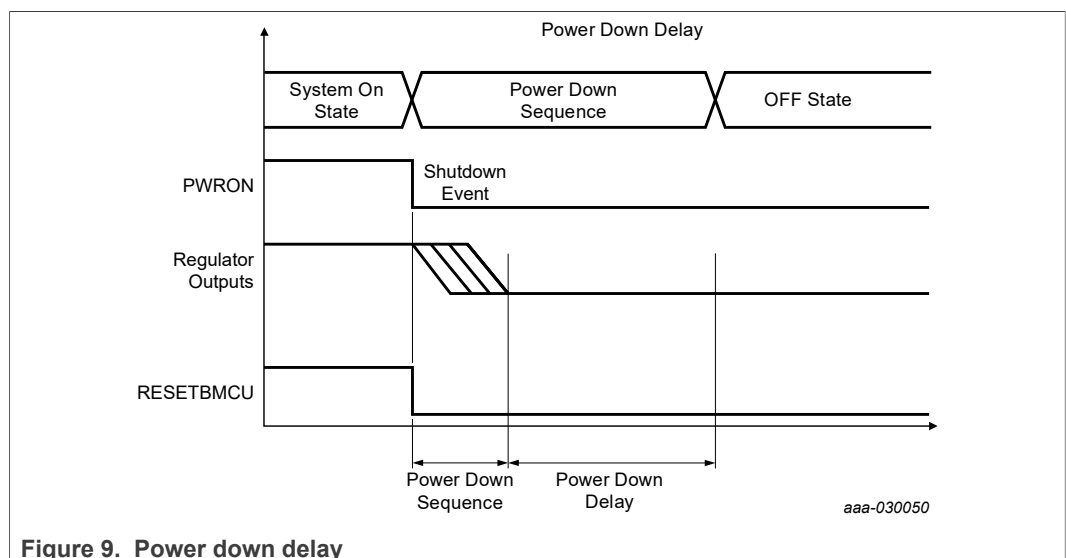 Power Down Delay
System On
State
Power Down
Sequence
OFF State
PWRON
Shutdown
Event
Regulator
Outputs
RESETBMCU
Power Down
Sequence
Power Down
Delay
aaa-030050
Figure 9. Power down delay